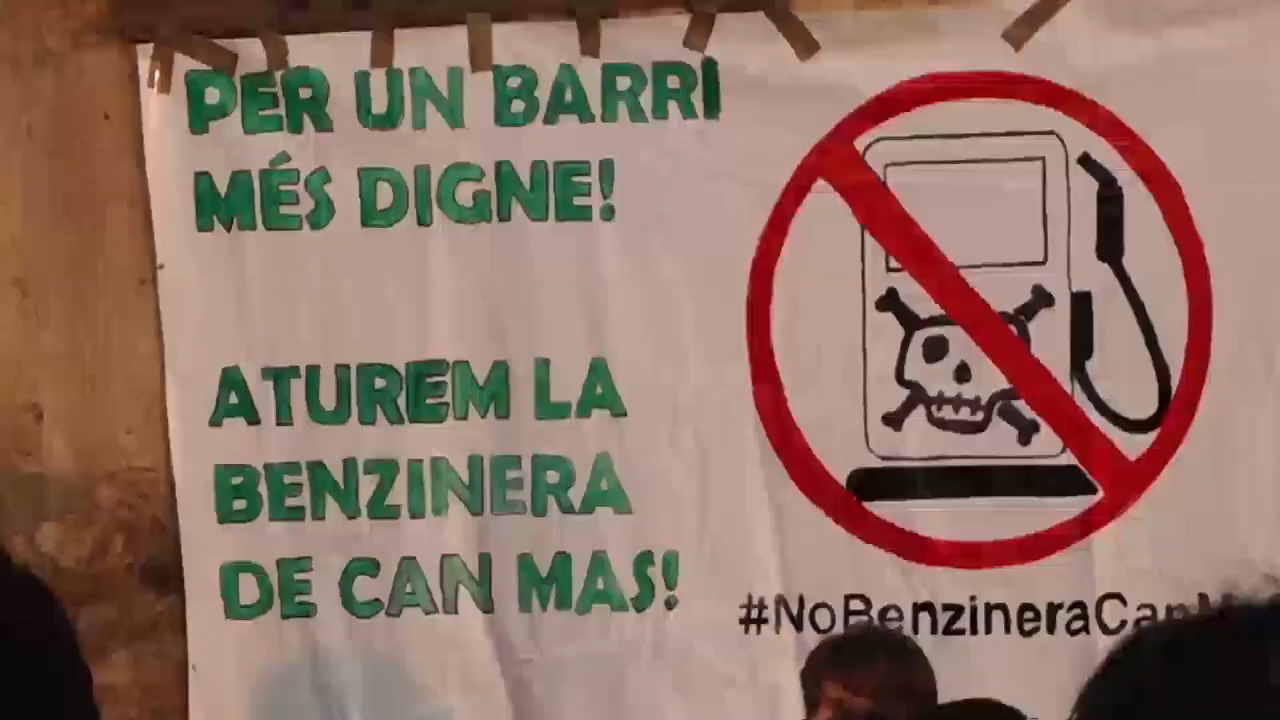 PER UN BARRI
MÉS DIGNE!
ATUREM LA
BENZINERA
DE CAN MAS!
#NoBenzineraCan